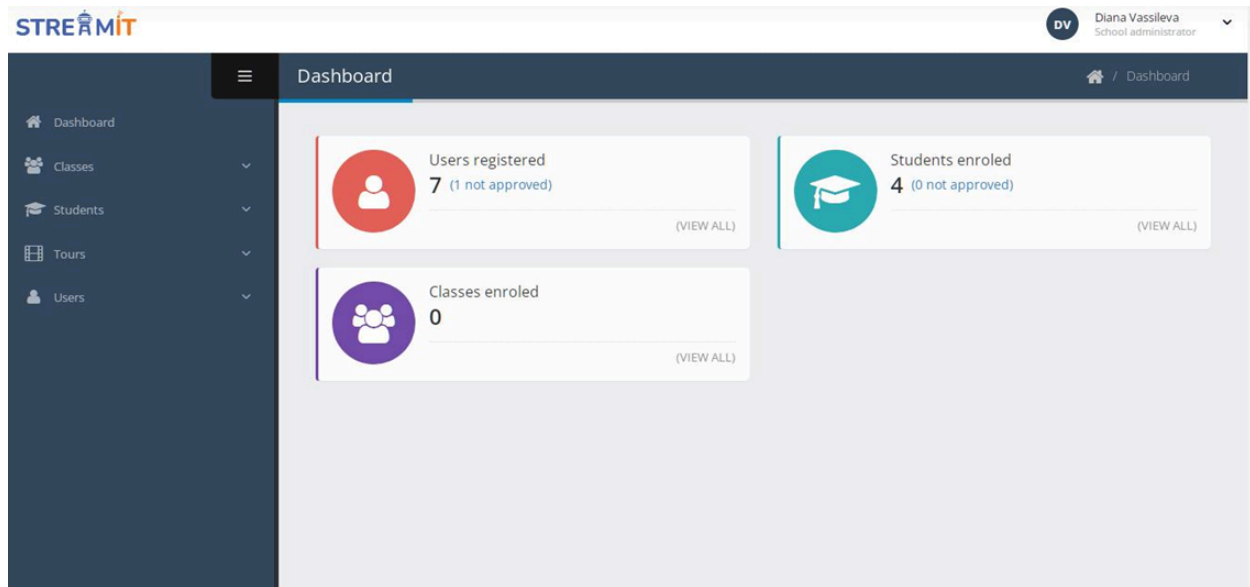 STREAMIT
DV
Diana Vassileva
School administrator
Dashboard
/ Dashboard
Dashboard
Classes
Students
Tours
Users
Users registered
7 (1 not approved)
(VIEW ALL)
Students enroled
4 (0 not approved)
(VIEW ALL)
Classes enroled
0
(VIEW ALL)